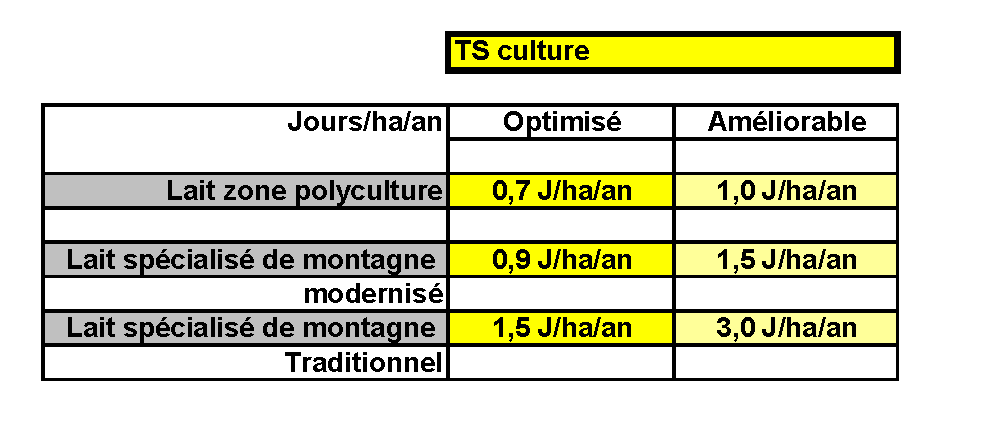 TS culture
Jours/ha/an Optimisé Améliorable
Lait zone polyculture 0,7 J/ha/an 1,0 J/ha/an
Lait spécialisé de montagne 0,9 J/ha/an 1,5 J/ha/an
modernisé
Lait spécialisé de montagne 1,5 J/ha/an 3,0 J/ha/an
Traditionnel